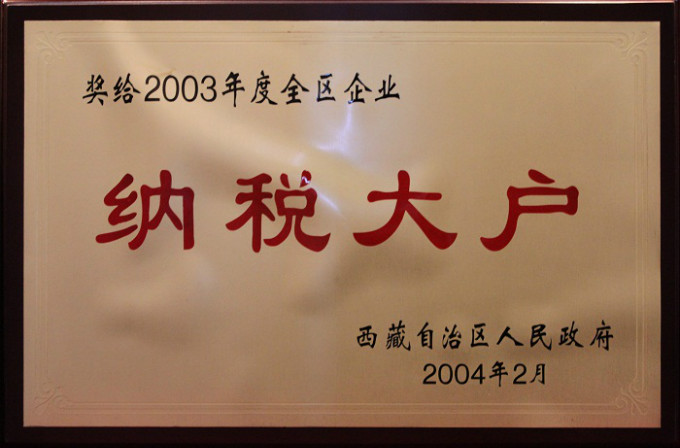 奖给2003年度全区企业
纳税大户
西藏自治区人民政府
2004年2月